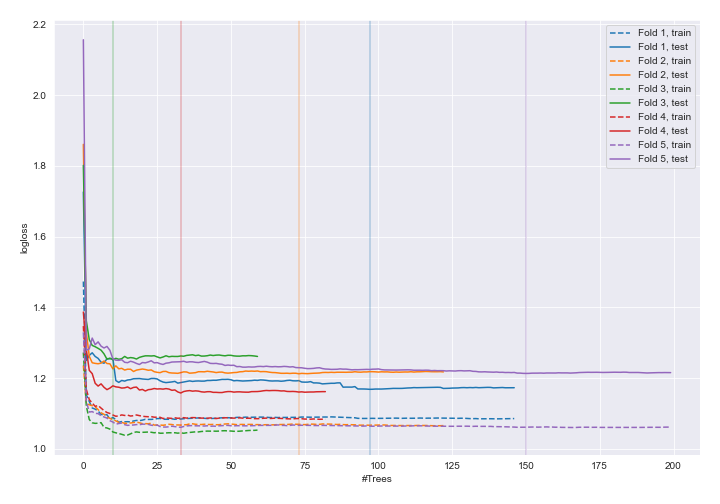 2.2
2.0
1.8
1.6
1.4
1.2
1.0
logloss
0
25
50
75
100
125
150
175
200
#Trees
Fold 1, train
Fold 1, test
Fold 2, train
Fold 2, test
Fold 3, train
Fold 3, test
Fold 4, train
Fold 4, test
Fold 5, train
Fold 5, test